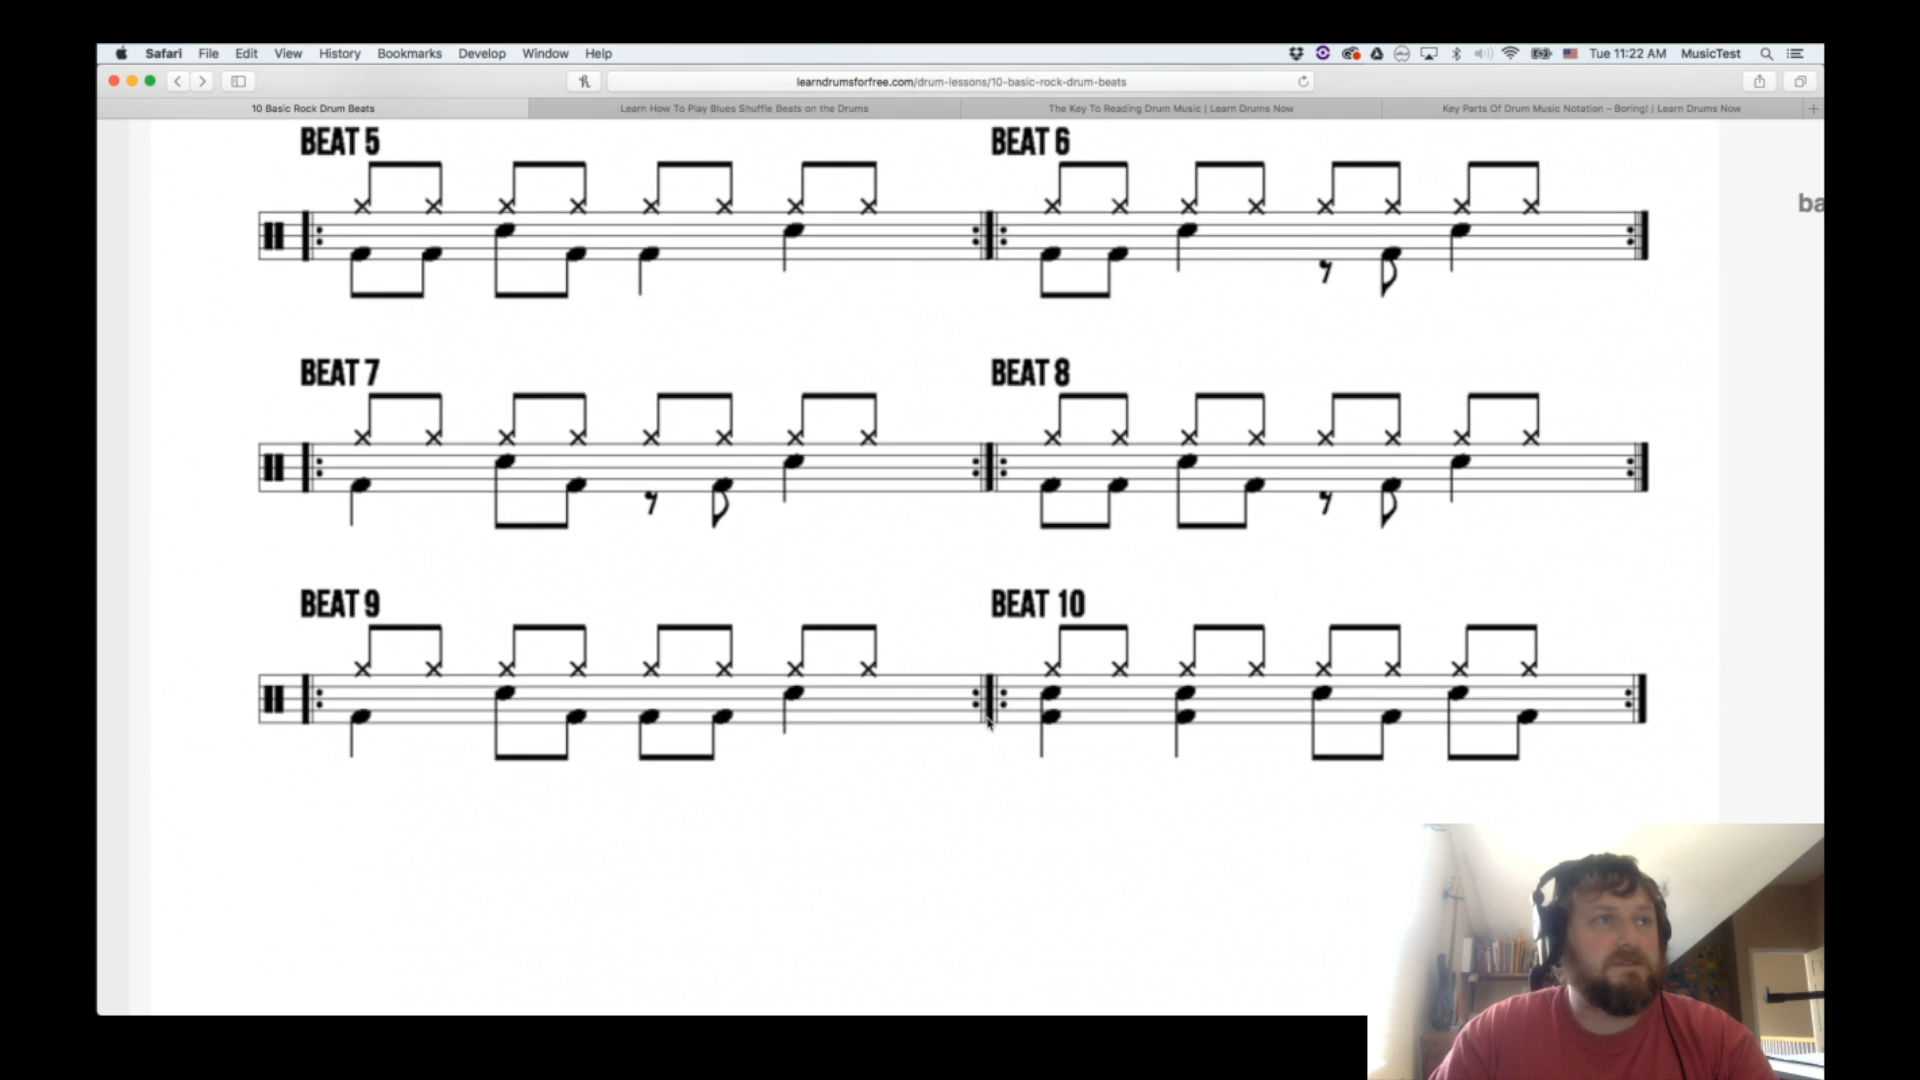 Safari File Edit View History Bookmarks Develop Window Help Tue 11:22 AM MusicTest
learndrumsforfree.com/drum-lessons/10-basic-rock-drum-beats
10 Basic Rock Drum Beats Learn How To Play Blues Shuffle Beats on the Drums The Key To Reading Drum Music | Learn Drums Now Key Parts Of Drum Music Notation – Boring! | Learn Drums Now
BEAT 5 BEAT 6
ba
BEAT 7 BEAT 8
BEAT 9 BEAT 10